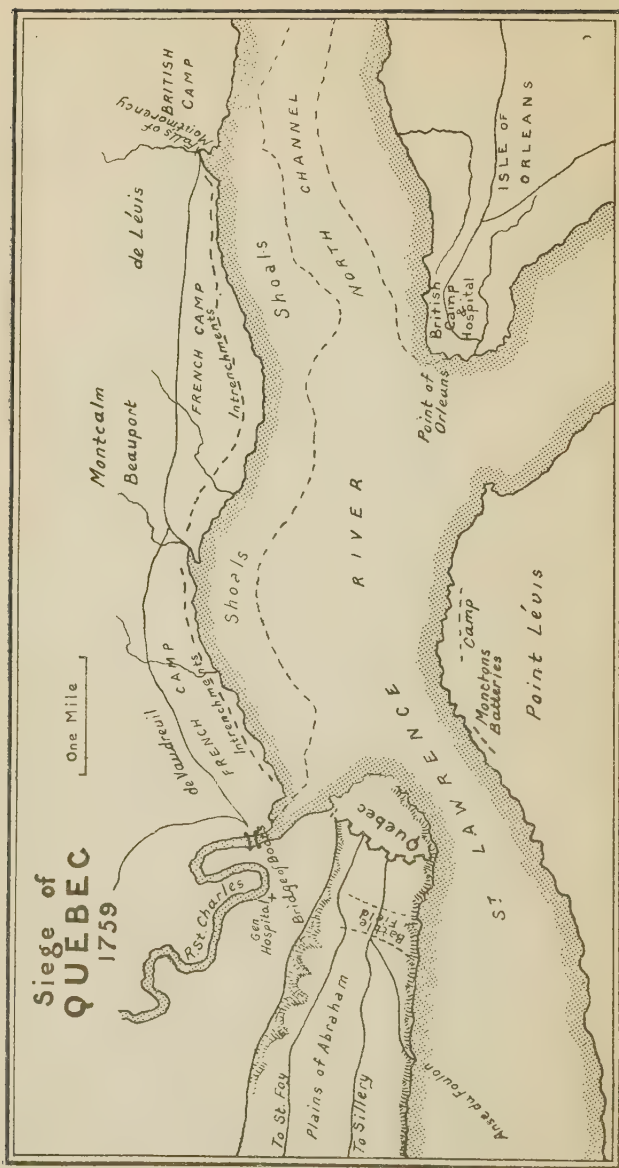 Siege of
QUEBEC
1759
One Mile
R. St. Charles
Gen
Hospital
Bridge of Boats
de Vaudreuil
FRENCH CAMP
Intrenchments
Montcalm
Beauport
FRENCH CAMP
Intrenchments
de Lévis
Falls of
Montmorency
BRITISH
CAMP
Shoals
Shoals
NORTH CHANNEL
To St. Foy
Plains of Abraham
To Sillery
Battle
Field
Quebec
Anse du Foulon
ST LAWRENCE RIVER
Point of
Orleans
British
Camp
&
Hospital
ISLE OF
ORLEANS
Camp
Monctons
Batteries
Point Lévis